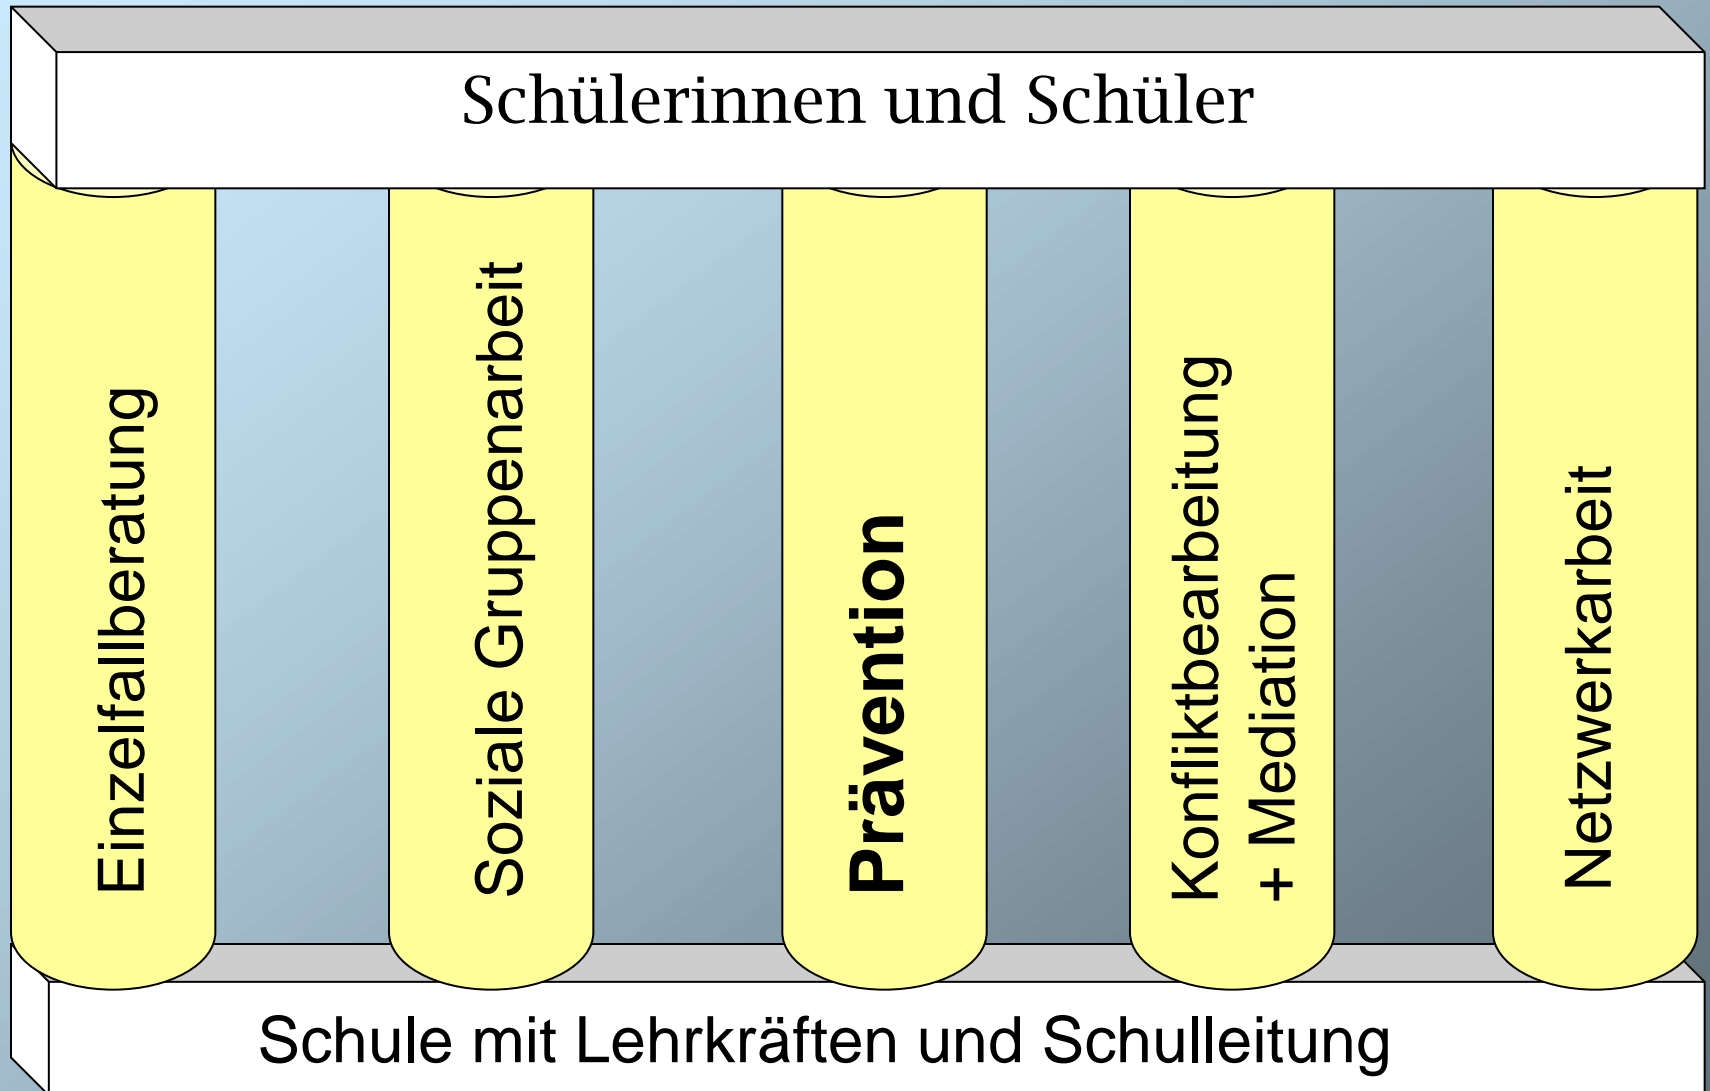 Schülerinnen und Schüler
Einzelfallberatung
Soziale Gruppenarbeit
Prävention
Konfliktbearbeitung
+ Mediation
Netzwerkarbeit
Schule mit Lehrkräften und Schulleitung